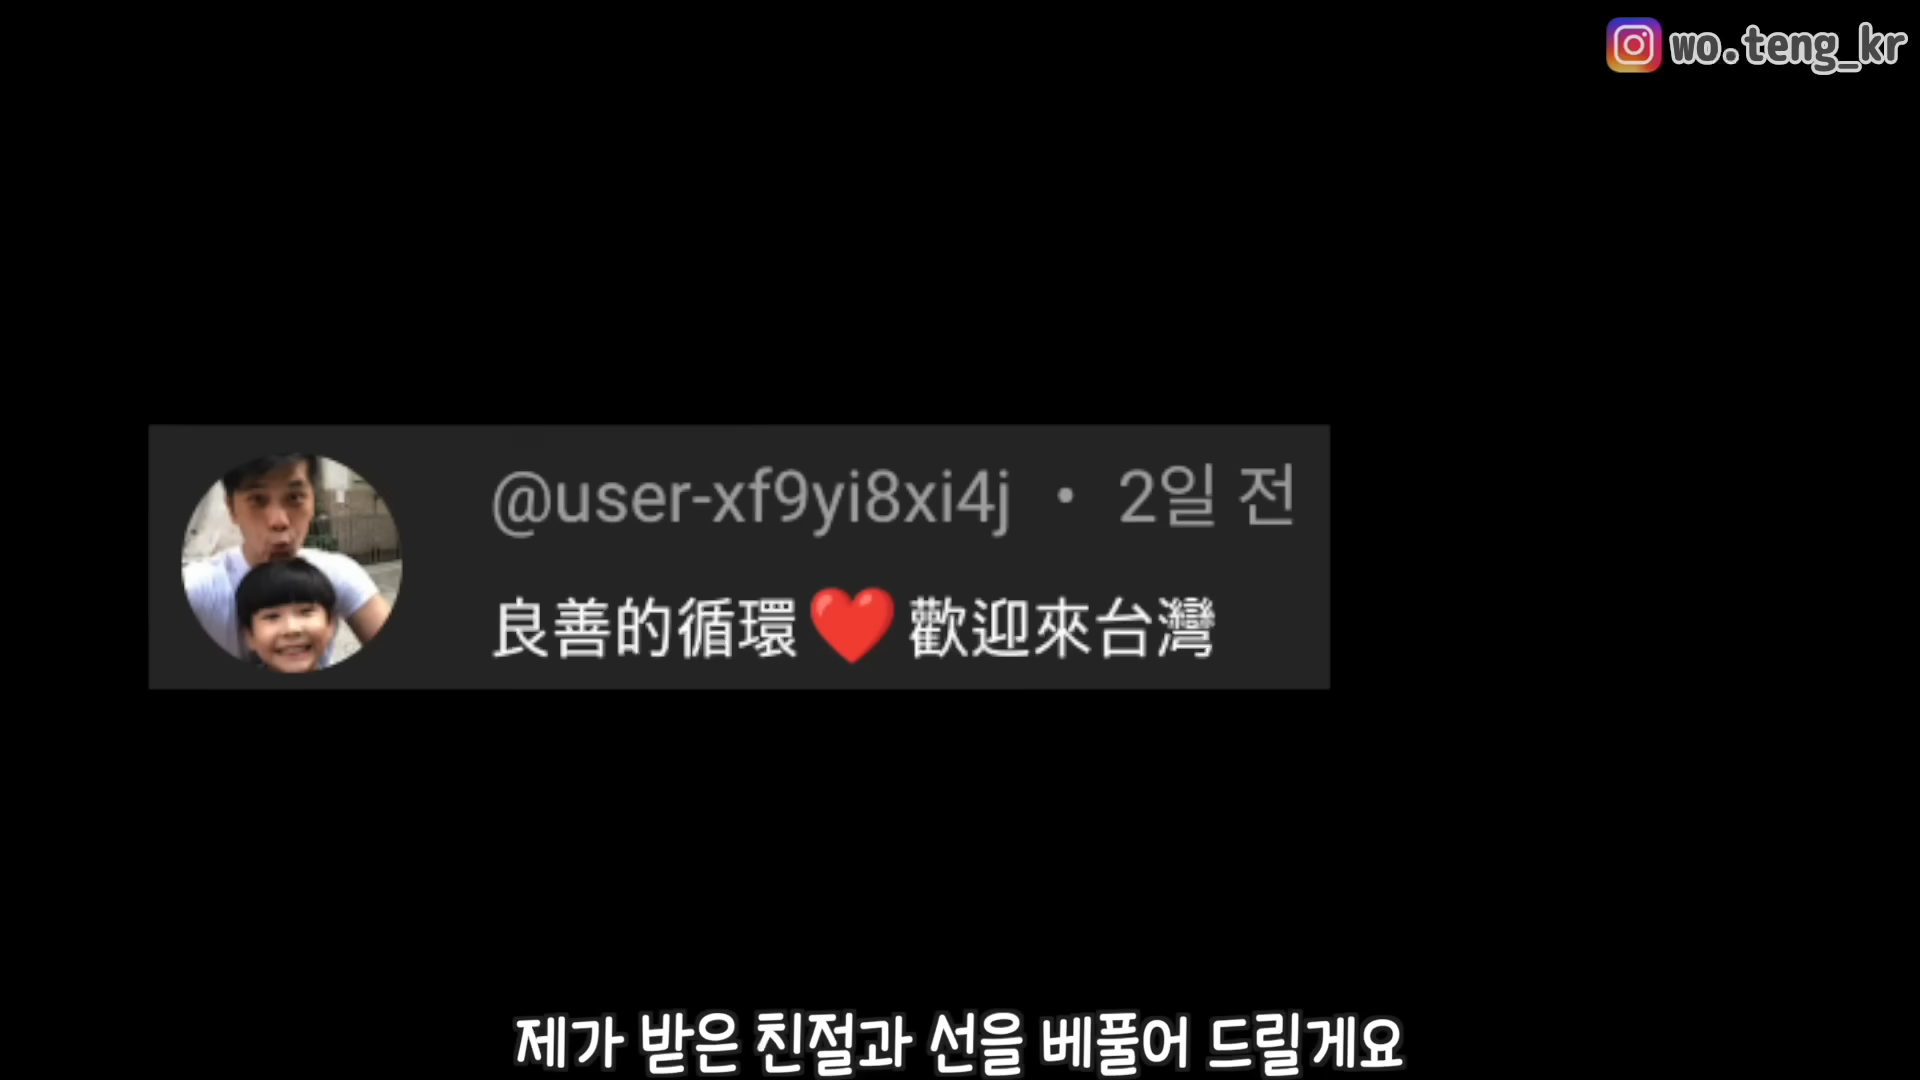 wo.teng_kr
@user-xf9yi8xi4j • 2일 전
良善的循環❤️歡迎來台灣
제가 받은 친절과 선을 베풀어 드릴게요